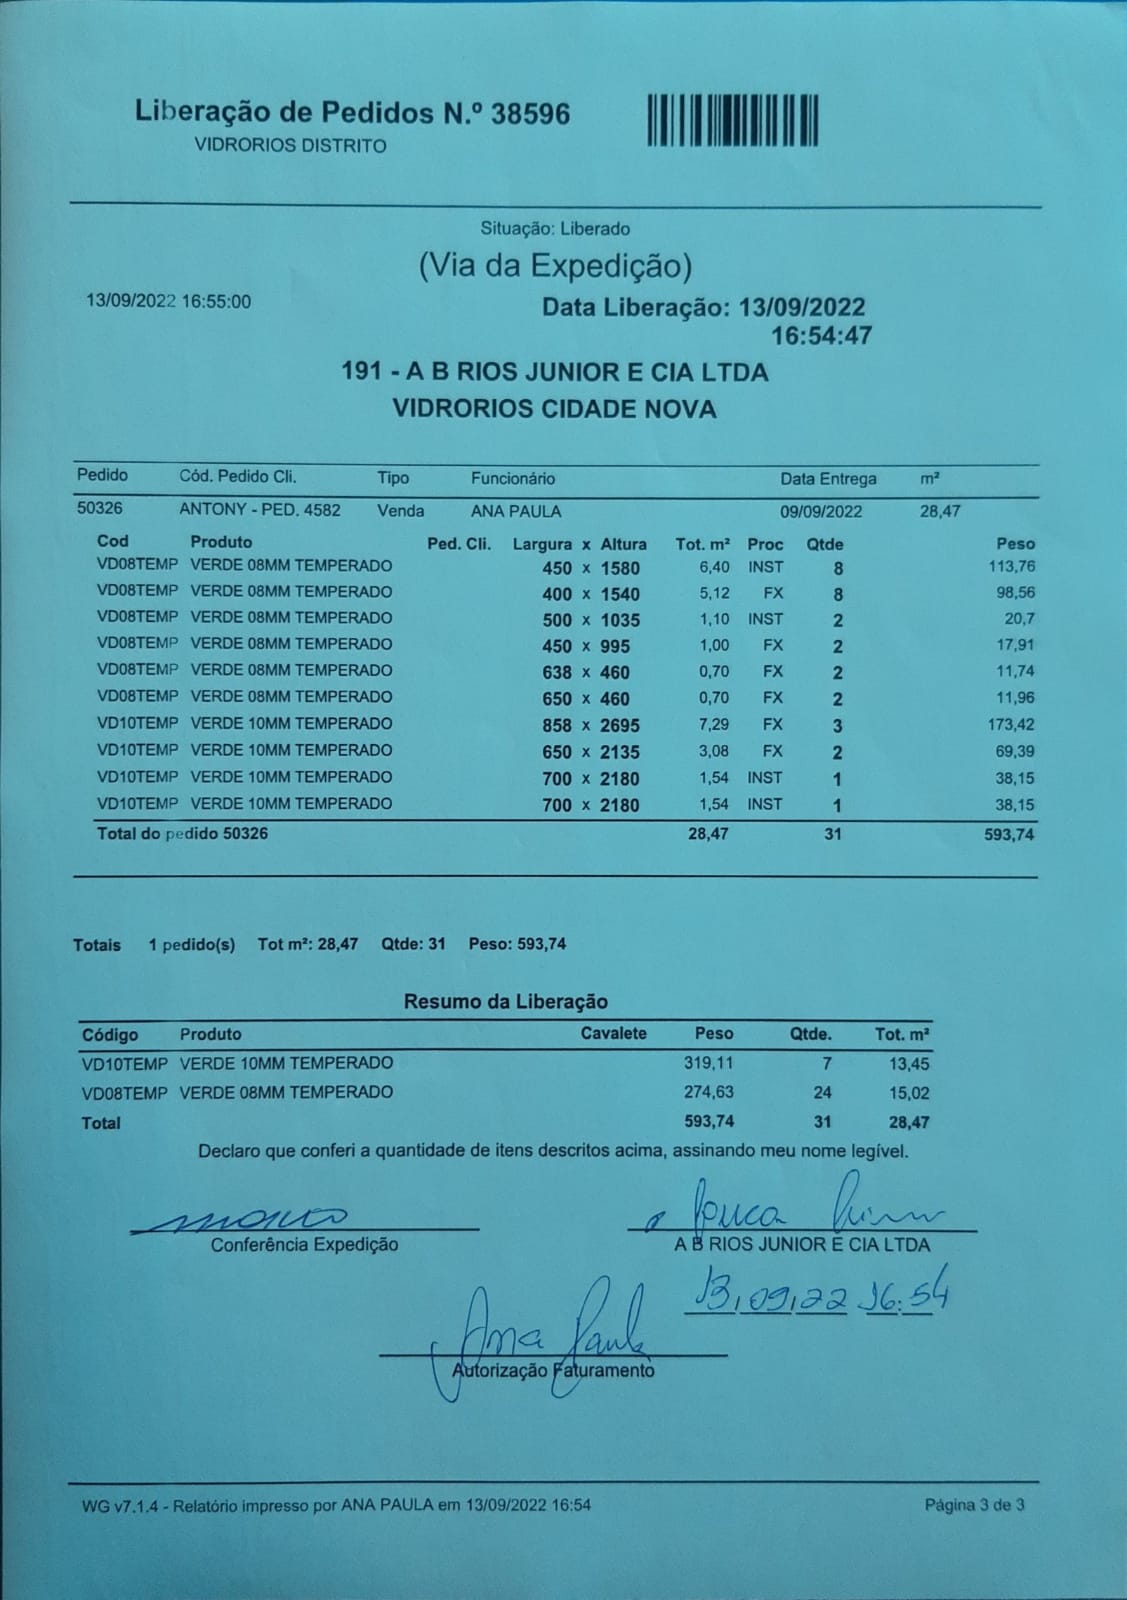 Liberação de Pedidos N.º 38596
VIDRORIOS DISTRITO
Situação: Liberado
(Via da Expedição)
13/09/2022 16:55:00
Data Liberação: 13/09/2022
16:54:47
191 - A B RIOS JUNIOR E CIA LTDA
VIDRORIOS CIDADE NOVA
Pedido Cód. Pedido Cli. Tipo Funcionário Data Entrega m²
50326 ANTONY - PED. 4582 Venda ANA PAULA 09/09/2022 28,47
Cod Produto Ped. Cli. Largura x Altura Tot. m² Proc Qtde Peso
VD08TEMP VERDE 08MM TEMPERADO 450 x 1580 6,40 INST 8 113,76
VD08TEMP VERDE 08MM TEMPERADO 400 x 1540 5,12 FX 8 98,56
VD08TEMP VERDE 08MM TEMPERADO 500 x 1035 1,10 INST 2 20,7
VD08TEMP VERDE 08MM TEMPERADO 450 x 995 1,00 FX 2 17,91
VD08TEMP VERDE 08MM TEMPERADO 638 x 460 0,70 FX 2 11,74
VD08TEMP VERDE 08MM TEMPERADO 650 x 460 0,70 FX 2 11,96
VD10TEMP VERDE 10MM TEMPERADO 858 x 2695 7,29 FX 3 173,42
VD10TEMP VERDE 10MM TEMPERADO 650 x 2135 3,08 FX 2 69,39
VD10TEMP VERDE 10MM TEMPERADO 700 x 2180 1,54 INST 1 38,15
VD10TEMP VERDE 10MM TEMPERADO 700 x 2180 1,54 INST 1 38,15
Total do pedido 50326 28,47 31 593,74
Totais 1 pedido(s) Tot m²: 28,47 Qtde: 31 Peso: 593,74
Resumo da Liberação
Código Produto Cavalete Peso Qtde. Tot. m²
VD10TEMP VERDE 10MM TEMPERADO 319,11 7 13,45
VD08TEMP VERDE 08MM TEMPERADO 274,63 24 15,02
Total 593,74 31 28,47
Declaro que conferi a quantidade de itens descritos acima, assinando meu nome legível.
Conferência Expedição A B RIOS JUNIOR E CIA LTDA
13,09,22 16:54
Ana Paula
Autorização Faturamento
WG v7.1.4 - Relatório impresso por ANA PAULA em 13/09/2022 16:54 Página 3 de 3